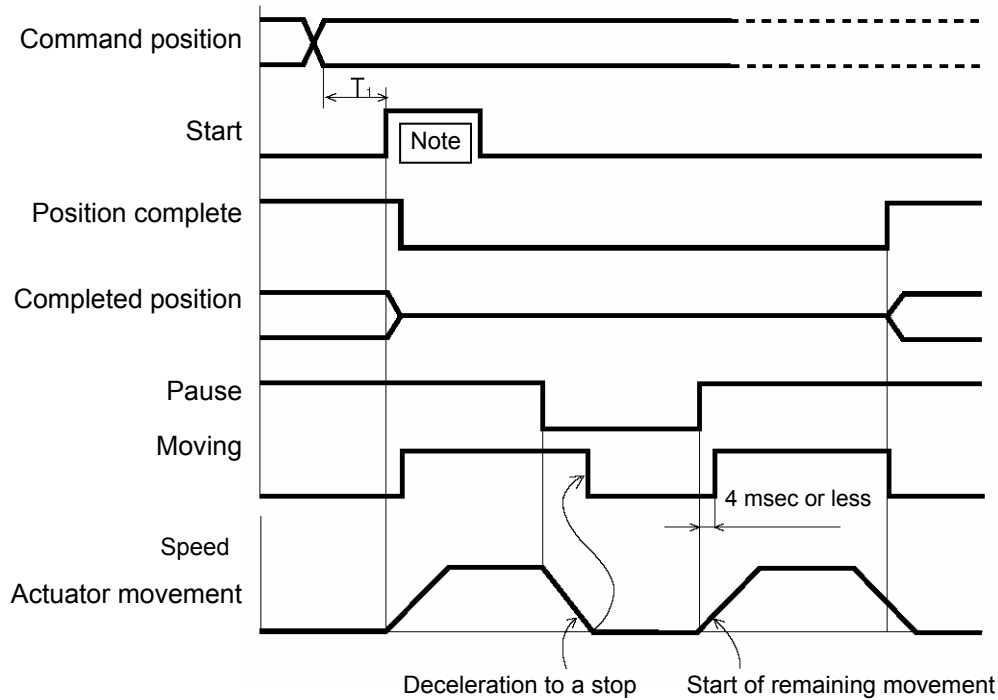 Command position
T₁
Start
Note
Position complete
Completed position
Pause
Moving
4 msec or less
Speed
Actuator movement
Deceleration to a stop
Start of remaining movement